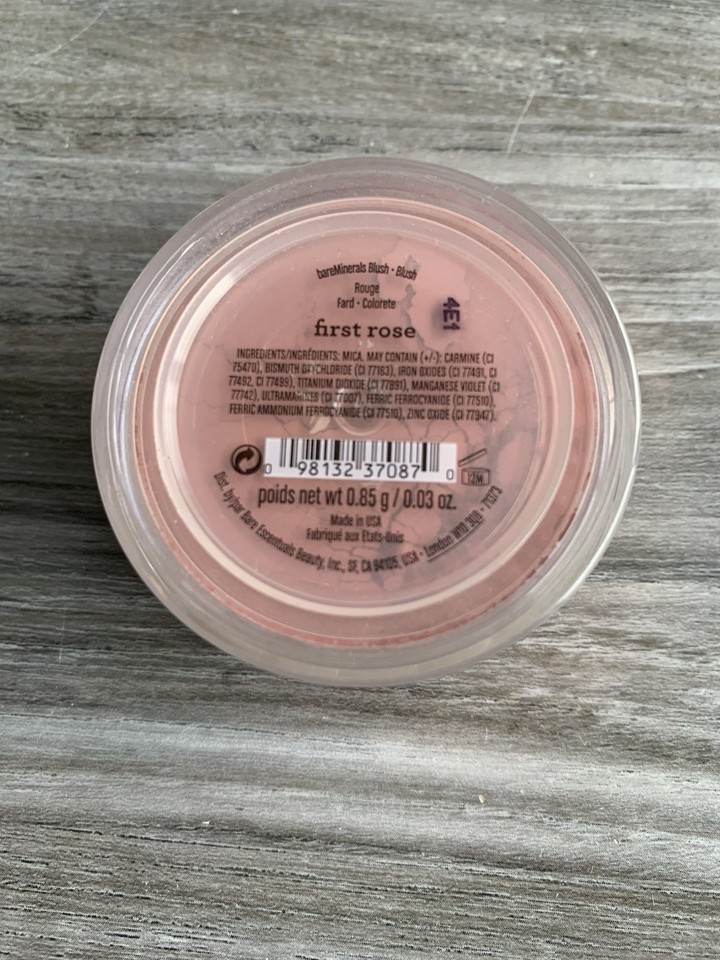 bareMinerals Blush • Blush
Rouge
Fard • Colorete
4E1
first rose
INGREDIENTS/INGRÉDIENTS: MICA, MAY CONTAIN (+/-): CARMINE (CI
75470), BISMUTH OXYCHLORIDE (CI 77163), IRON OXIDES (CI 77491, CI
77492, CI 77499), TITANIUM DIOXIDE (CI 77891), MANGANESE VIOLET (CI
77742), ULTRAMARINES (CI 77007), FERRIC FERROCYANIDE (CI 77510),
FERRIC AMMONIUM FERROCYANIDE (CI 77510), ZINC OXIDE (CI 77947).
0 98132 37087 0
12M
poids net wt 0.85 g / 0.03 oz.
Made in USA
Fabriqué aux États-Unis
Dist. by/par Bare Escentuals Beauty, Inc., SF, CA 94105, USA • London W1D 3QB • 71373